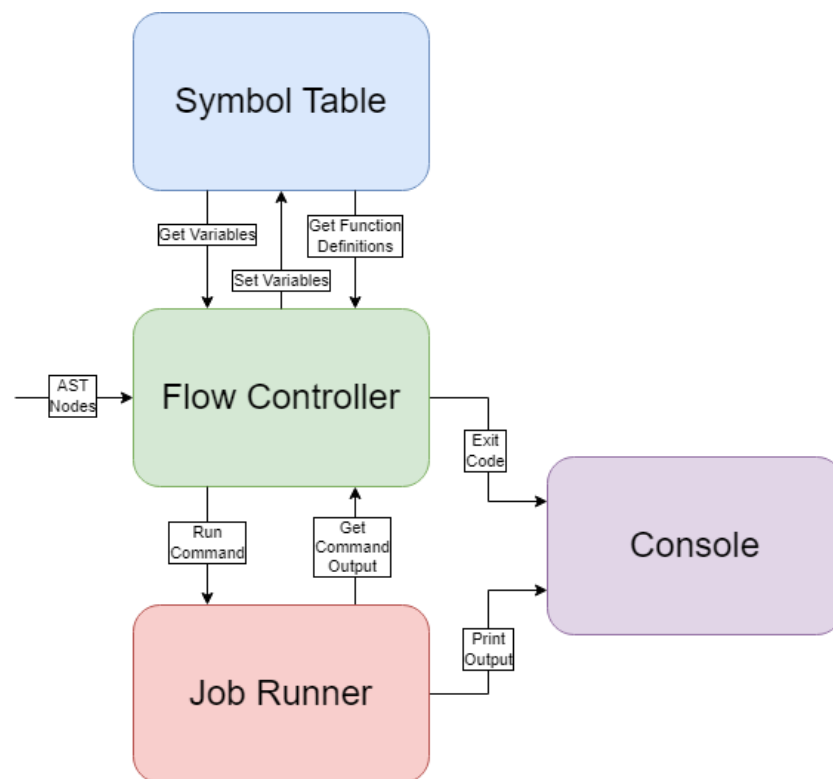 Symbol Table
Get Variables
Set Variables
Get Function
Definitions
AST
Nodes
Flow Controller
Exit
Code
Run
Command
Get
Command
Output
Console
Job Runner
Print
Output